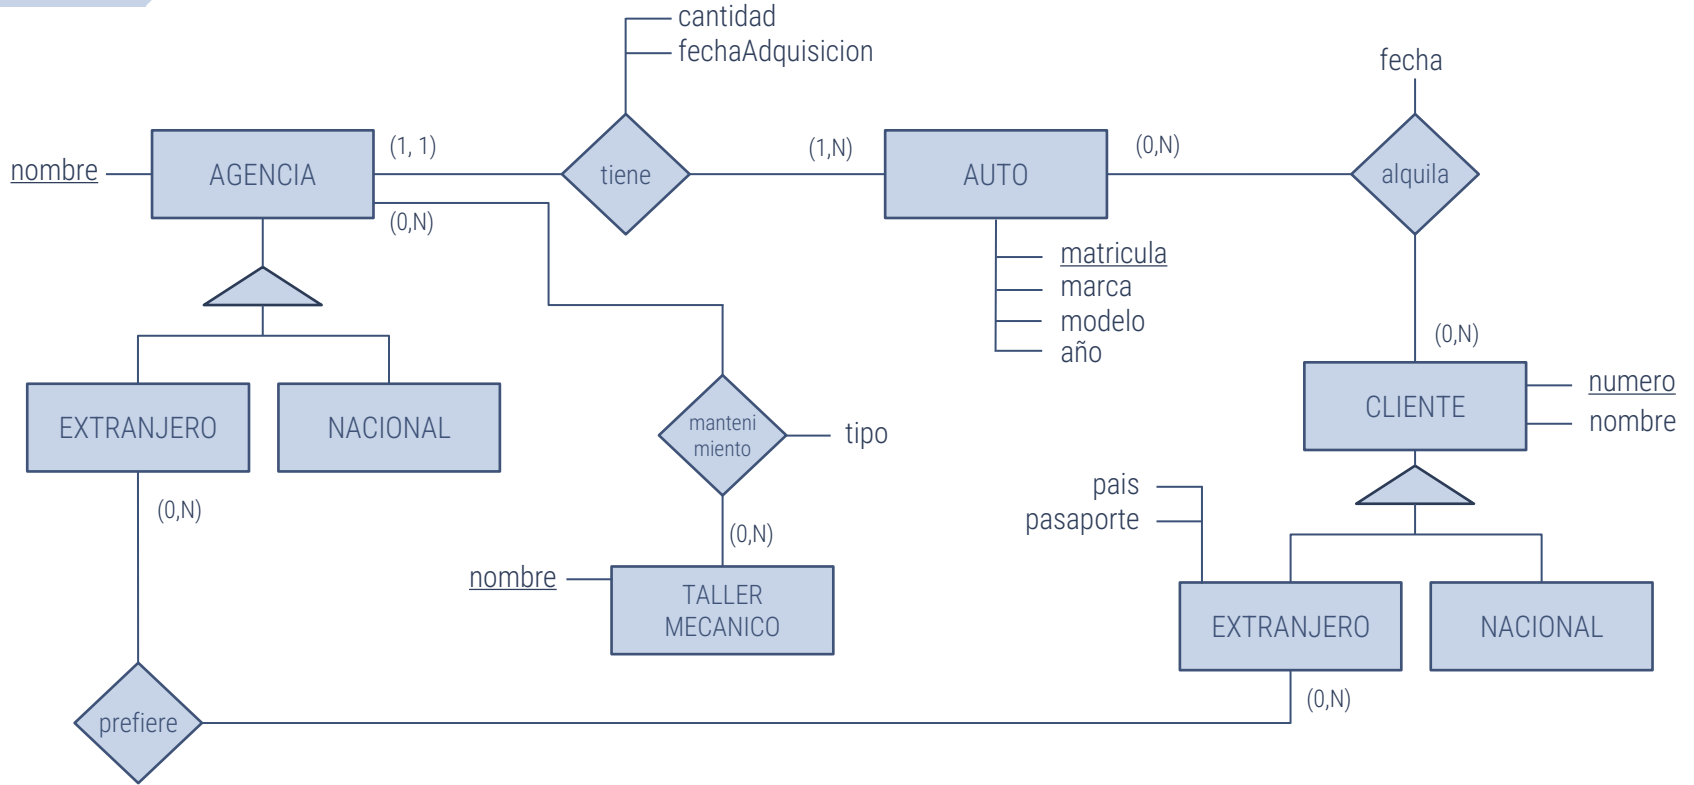 cantidad
fechaAdquisicion
fecha
nombre
AGENCIA
(1, 1)
tiene
(1,N)
AUTO
(0,N)
alquila
(0,N)
matricula
marca
modelo
año
(0,N)
CLIENTE
numero
nombre
EXTRANJERO
NACIONAL
manteni
miento
tipo
(0,N)
pais
pasaporte
(0,N)
nombre
TALLER
MECANICO
EXTRANJERO
NACIONAL
(0,N)
prefiere